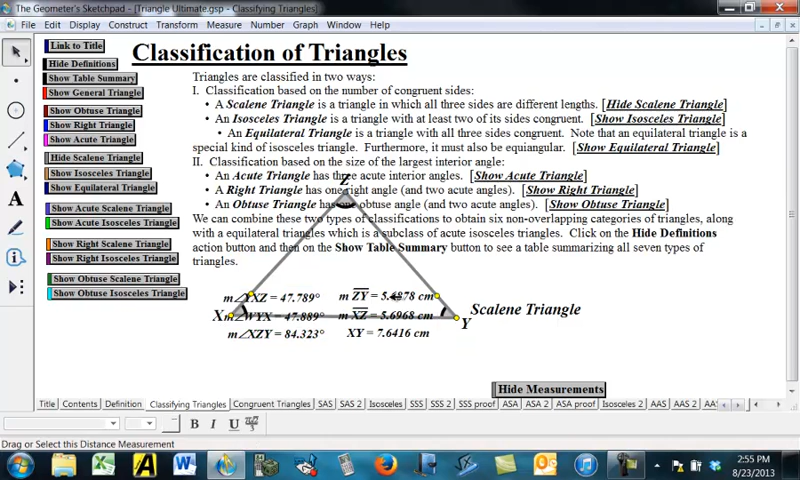 The Geometer's Sketchpad - [Triangle Ultimate.gsp - Classifying Triangles]
File Edit Display Construct Transform Measure Number Graph Window Help
Link to Title
Hide Definitions
Show Table Summary
Show General Triangle
Show Obtuse Triangle
Show Right Triangle
Show Acute Triangle
Hide Scalene Triangle
Show Isosceles Triangle
Show Equilateral Triangle
Show Acute Scalene Triangle
Show Acute Isosceles Triangle
Show Right Scalene Triangle
Show Right Isosceles Triangle
Show Obtuse Scalene Triangle
Show Obtuse Isosceles Triangle
Classification of Triangles
Triangles are classified in two ways:
I. Classification based on the number of congruent sides:
• A Scalene Triangle is a triangle in which all three sides are different lengths. [Hide Scalene Triangle]
• An Isosceles Triangle is a triangle with at least two of its sides congruent. [Show Isosceles Triangle]
• An Equilateral Triangle is a triangle with all three sides congruent. Note that an equilateral triangle is a
special kind of isosceles triangle. Furthermore, it must also be equiangular. [Show Equilateral Triangle]
II. Classification based on the size of the largest interior angle:
• An Acute Triangle has three acute interior angles. [Show Acute Triangle]
• A Right Triangle has one right angle (and two acute angles). [Show Right Triangle]
• An Obtuse Triangle has one obtuse angle (and two acute angles). [Show Obtuse Triangle]
We can combine these two types of classifications to obtain six non-overlapping categories of triangles, along
with a equilateral triangles which is a subclass of acute isosceles triangles. Click on the Hide Definitions
action button and then on the Show Table Summary button to see a table summarizing all seven types of
triangles.
Z
m∠YXZ = 47.789° m ZY = 5.6878 cm
X m∠WYX = 47.889° m XZ = 5.6968 cm
Y
m∠XZY = 84.323° XY = 7.6416 cm
Scalene Triangle
Hide Measurements
Title Contents Definition Classifying Triangles Congruent Triangles SAS SAS 2 Isosceles SSS SSS 2 SSS proof ASA ASA 2 ASA proof Isosceles 2 AAS AAS 2 AAS
A
B I U
Drag or Select this Distance Measurement
2:55 PM
8/23/2013